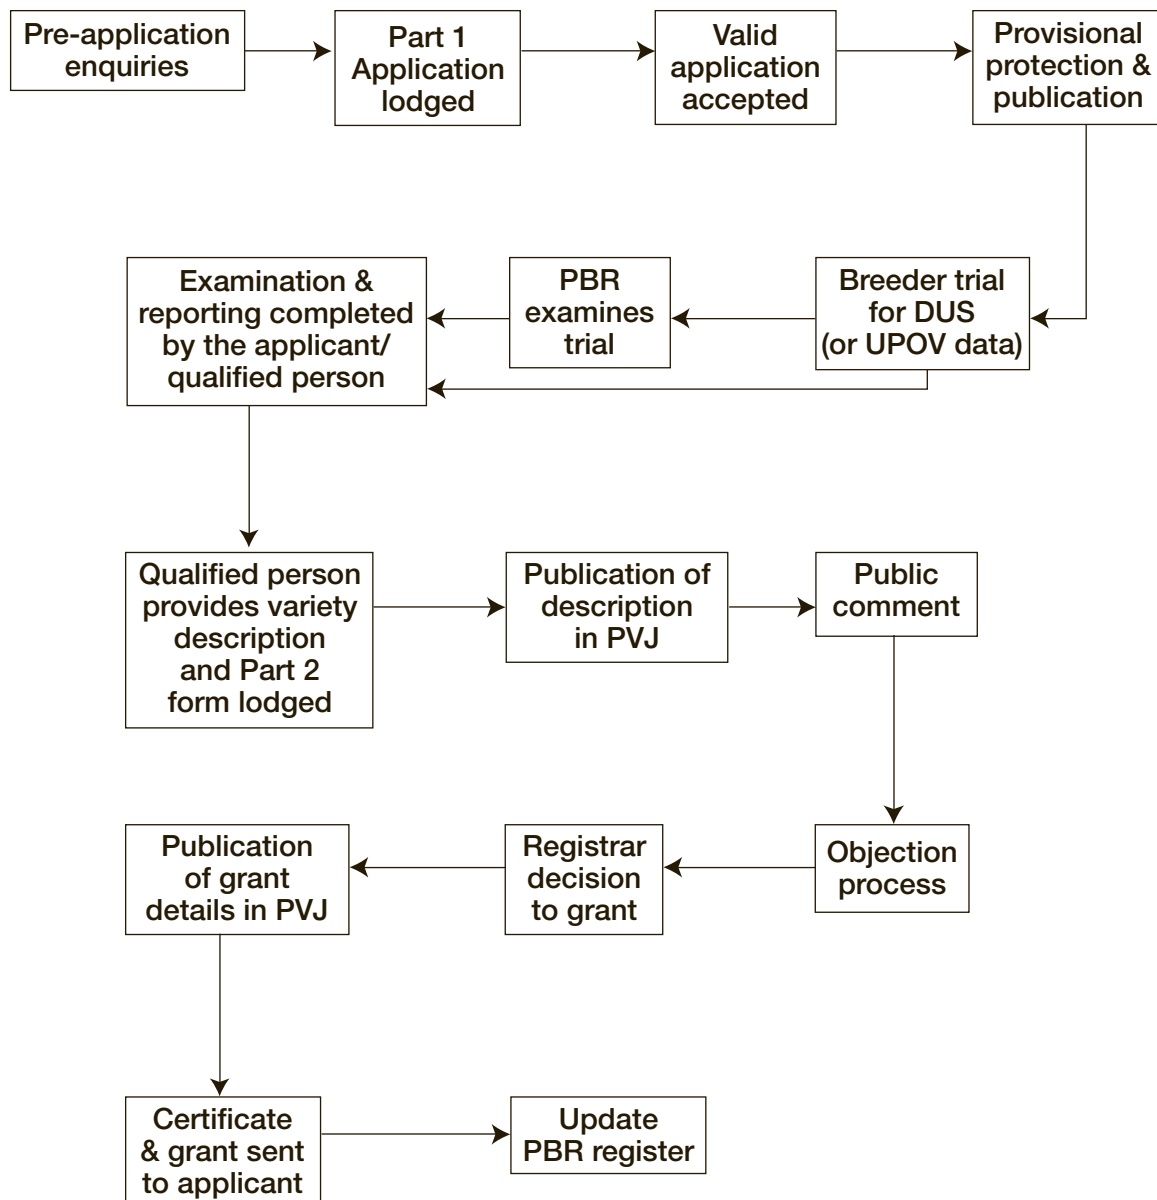 Pre-application
enquiries
Part 1
Application
lodged
Valid
application
accepted
Provisional
protection &
publication
Breeder trial
for DUS
(or UPOV data)
PBR
examines
trial
Examination &
reporting completed
by the applicant/
qualified person
Qualified person
provides variety
description
and Part 2
form lodged
Publication of
description
in PVJ
Public
comment
Objection
process
Registrar
decision
to grant
Publication
of grant
details in PVJ
Certificate
& grant sent
to applicant
Update
PBR register